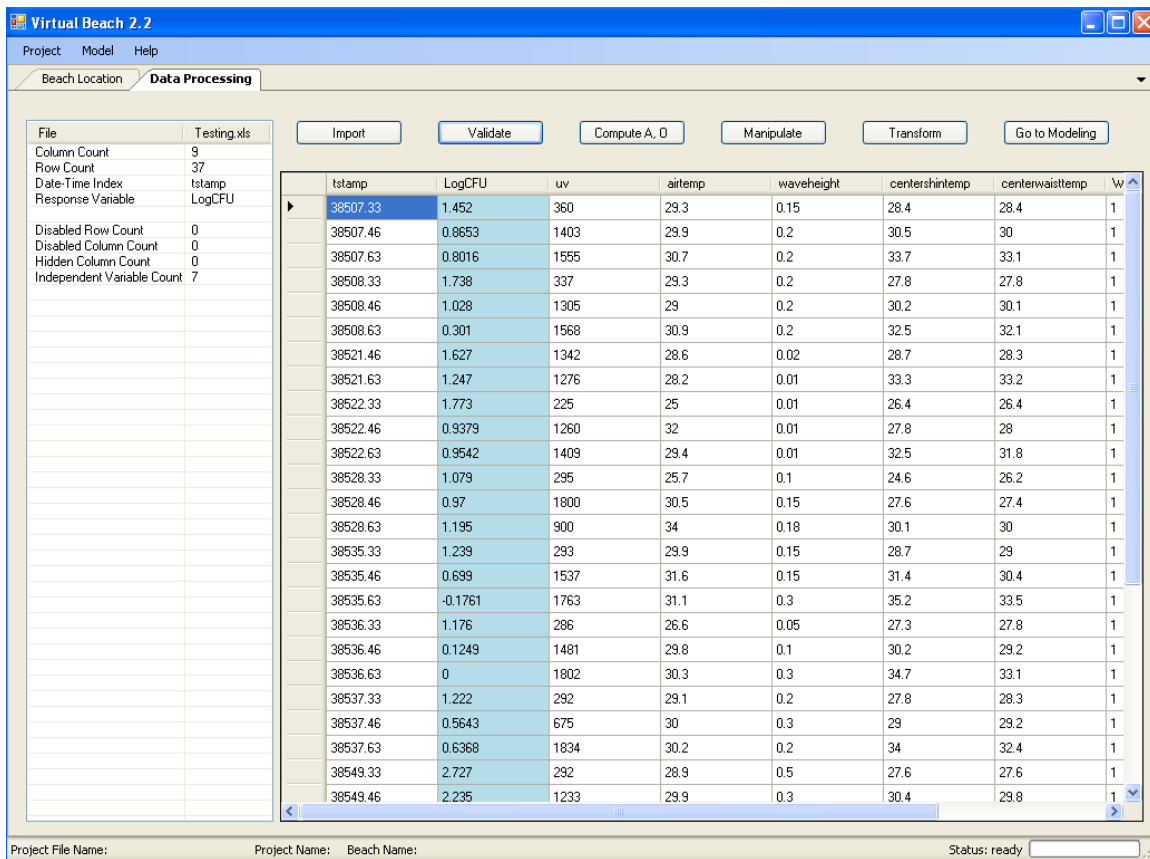 Virtual Beach 2.2
Project Model Help
Beach Location Data Processing
File Testing.xls
Column Count 9
Row Count 37
Date-Time Index tstamp
Response Variable LogCFU
Disabled Row Count 0
Disabled Column Count 0
Hidden Column Count 0
Independent Variable Count 7
Import Validate Compute A, O Manipulate Transform Go to Modeling
tstamp LogCFU uv airtemp waveheight centershintemp centerwaisttemp W
38507.33 1.452 360 29.3 0.15 28.4 28.4 1
38507.46 0.8653 1403 29.9 0.2 30.5 30 1
38507.63 0.8016 1555 30.7 0.2 33.7 33.1 1
38508.33 1.738 337 29.3 0.2 27.8 27.8 1
38508.46 1.028 1305 29 0.2 30.2 30.1 1
38508.63 0.301 1568 30.9 0.2 32.5 32.1 1
38521.46 1.627 1342 28.6 0.02 28.7 28.3 1
38521.63 1.247 1276 28.2 0.01 33.3 33.2 1
38522.33 1.773 225 25 0.01 26.4 26.4 1
38522.46 0.9379 1260 32 0.01 27.8 28 1
38522.63 0.9542 1409 29.4 0.01 32.5 31.8 1
38528.33 1.079 295 25.7 0.1 24.6 26.2 1
38528.46 0.97 1800 30.5 0.15 27.6 27.4 1
38528.63 1.195 900 34 0.18 30.1 30 1
38535.33 1.239 293 29.9 0.15 28.7 29 1
38535.46 0.699 1537 31.6 0.15 31.4 30.4 1
38535.63 -0.1761 1763 31.1 0.3 35.2 33.5 1
38536.33 1.176 286 26.6 0.05 27.3 27.8 1
38536.46 0.1249 1481 29.8 0.1 30.2 29.2 1
38536.63 0 1802 30.3 0.3 34.7 33.1 1
38537.33 1.222 292 29.1 0.2 27.8 28.3 1
38537.46 0.5643 675 30 0.3 29 29.2 1
38537.63 0.6368 1834 30.2 0.2 34 32.4 1
38549.33 2.727 292 28.9 0.5 27.6 27.6 1
38549.46 2.235 1233 29.9 0.3 30.4 29.8 1
Project File Name: Project Name: Beach Name: Status: ready